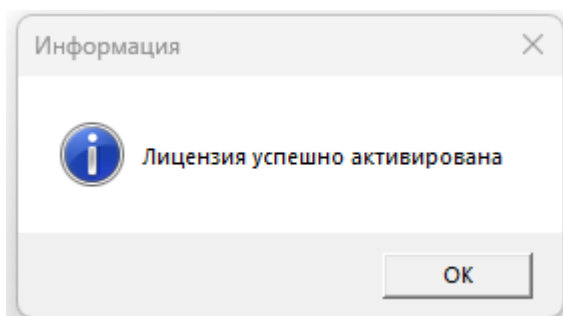 Информация
Лицензия успешно активирована
ОК